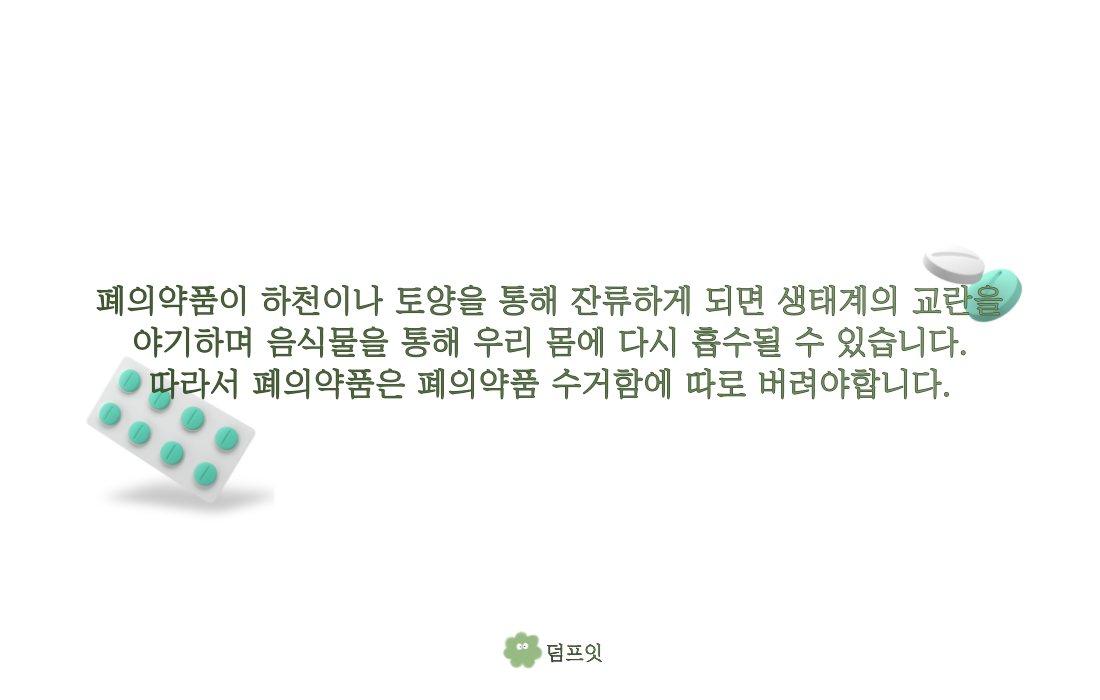 폐의약품이 하천이나 토양을 통해 잔류하게 되면 생태계의 교란을
야기하며 음식물을 통해 우리 몸에 다시 흡수될 수 있습니다.
따라서 폐의약품은 폐의약품 수거함에 따로 버려야합니다.
덤프잇